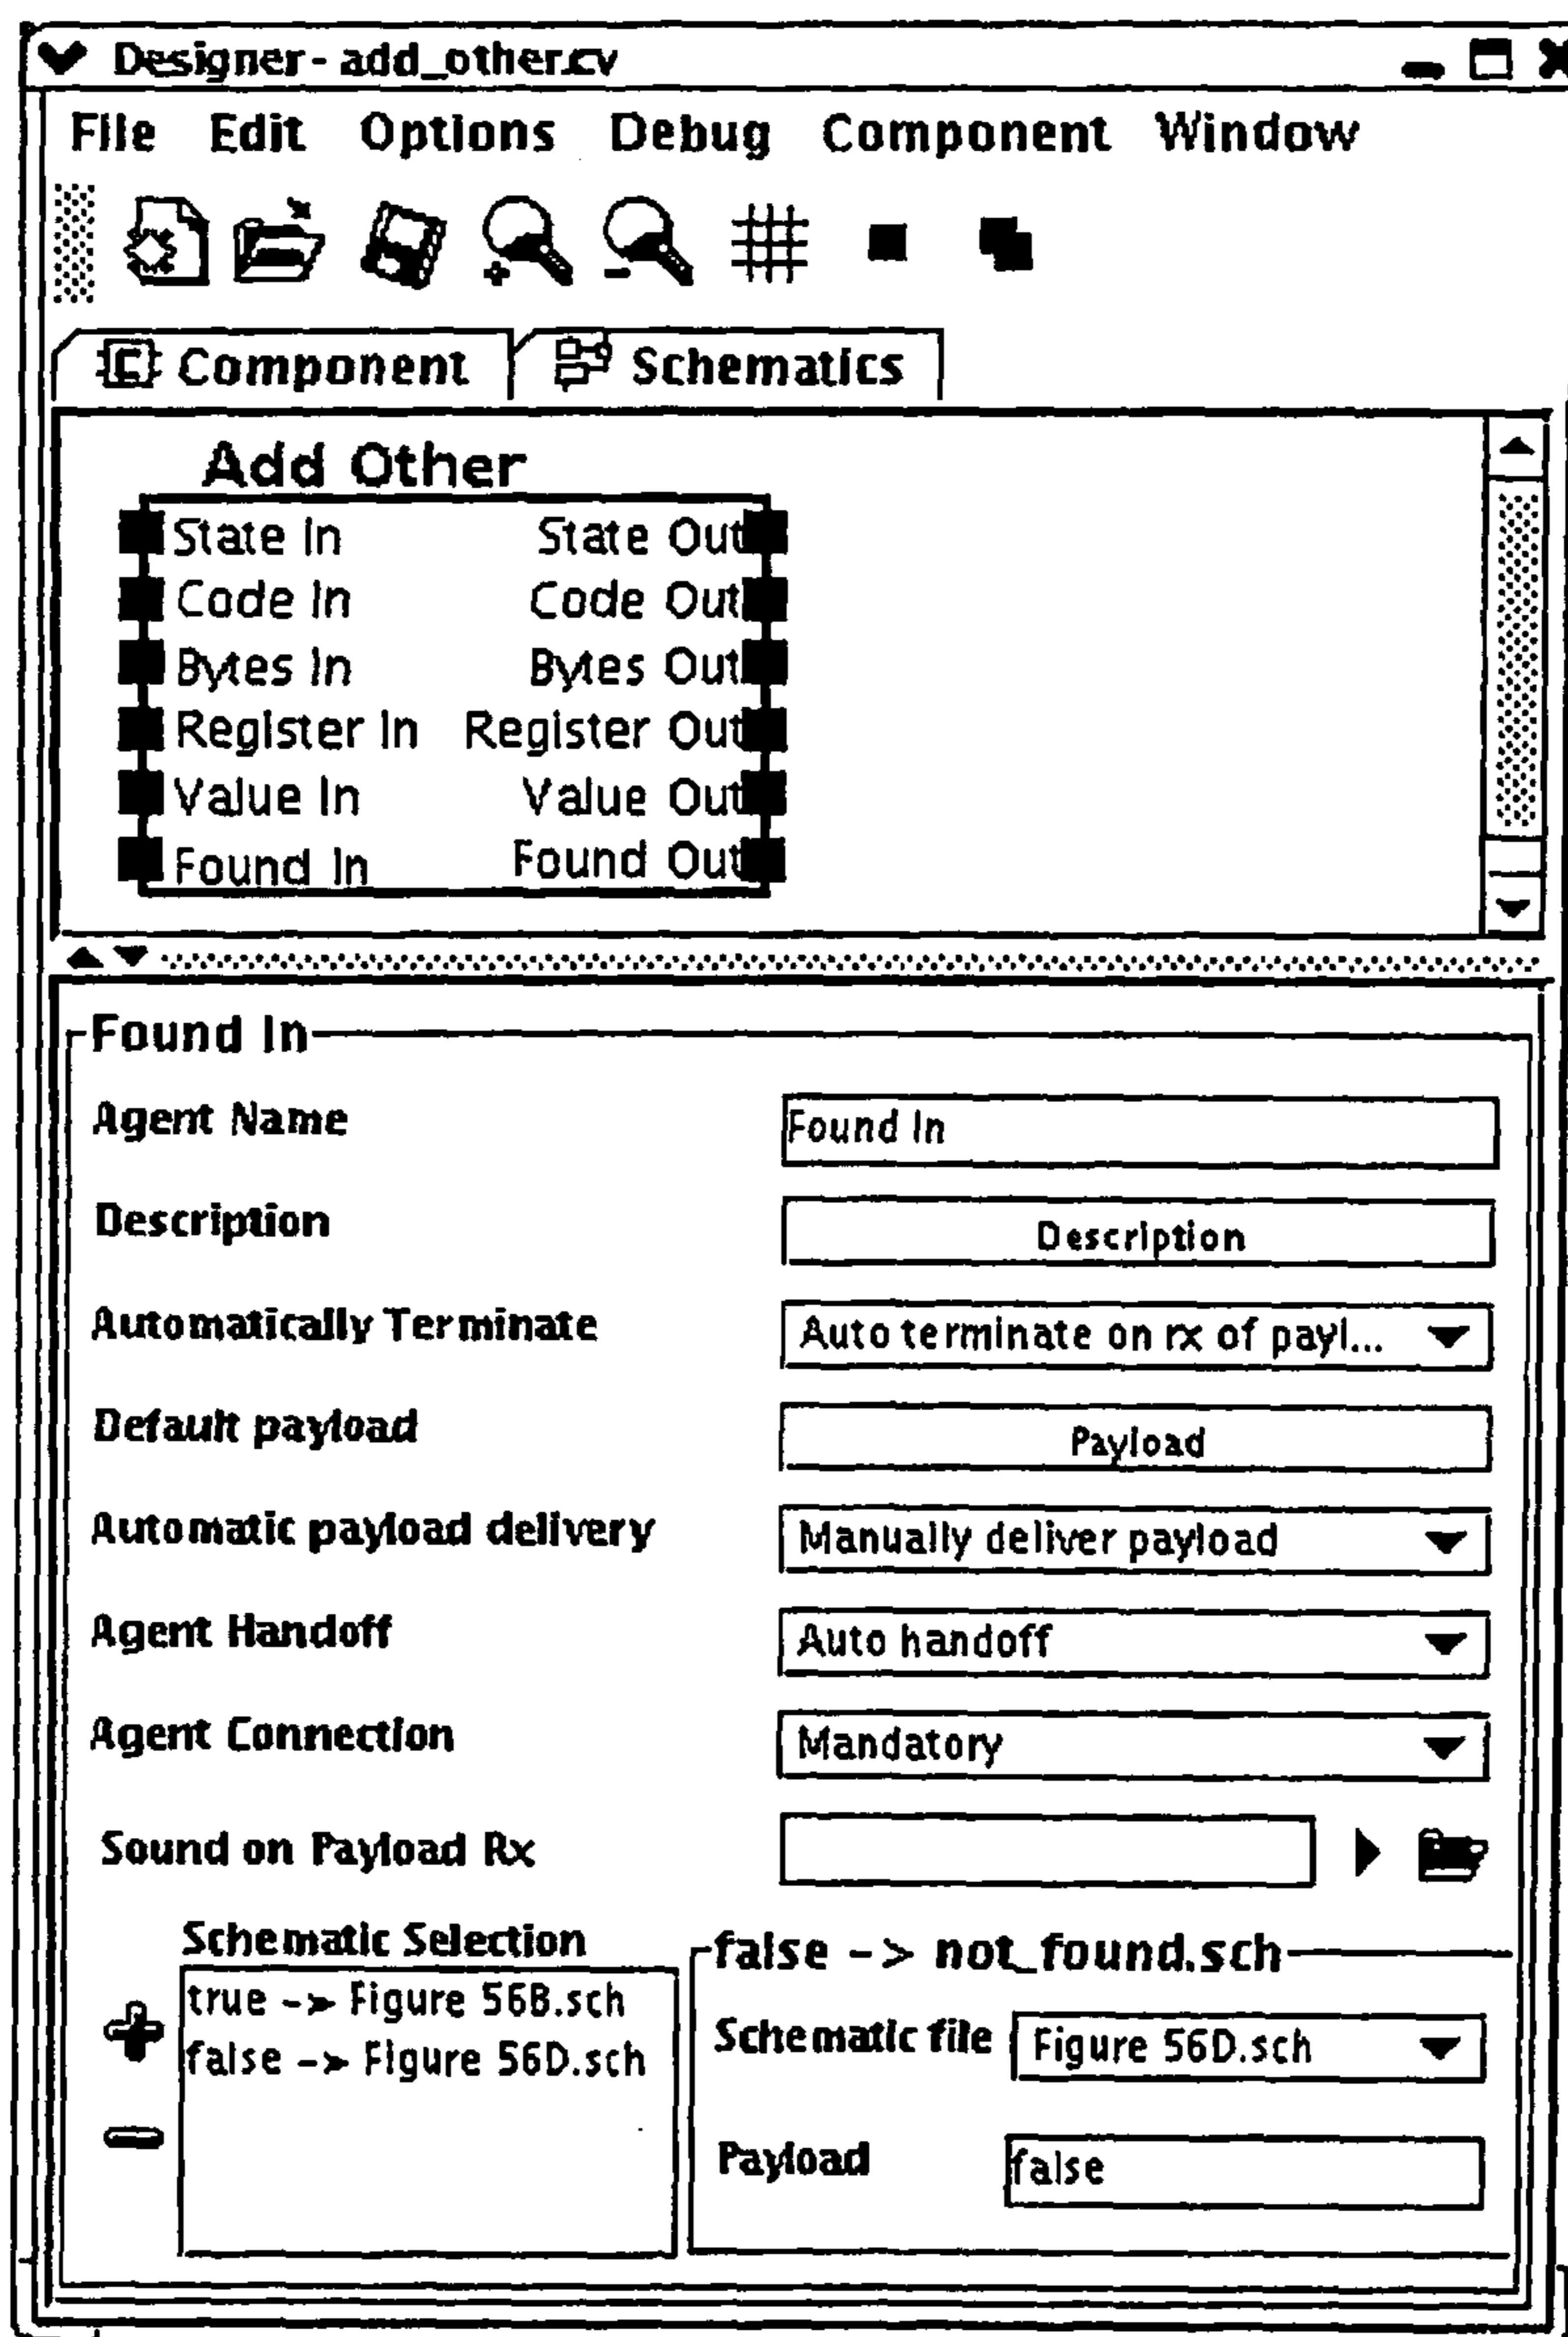 Designer - add_other.cv
File Edit Options Debug Component Window
Component Schematics
Add Other
State In State Out
Code In Code Out
Bytes In Bytes Out
Register In Register Out
Value In Value Out
Found In Found Out
Found In
Agent Name Found In
Description Description
Automatically Terminate Auto terminate on rx of payl...
Default payload Payload
Automatic payload delivery Manually deliver payload
Agent Handoff Auto handoff
Agent Connection Mandatory
Sound on Payload Rx
Schematic Selection
true -> Figure 56B.sch
false -> Figure 56D.sch
false -> not_found.sch
Schematic file Figure 56D.sch
Payload false